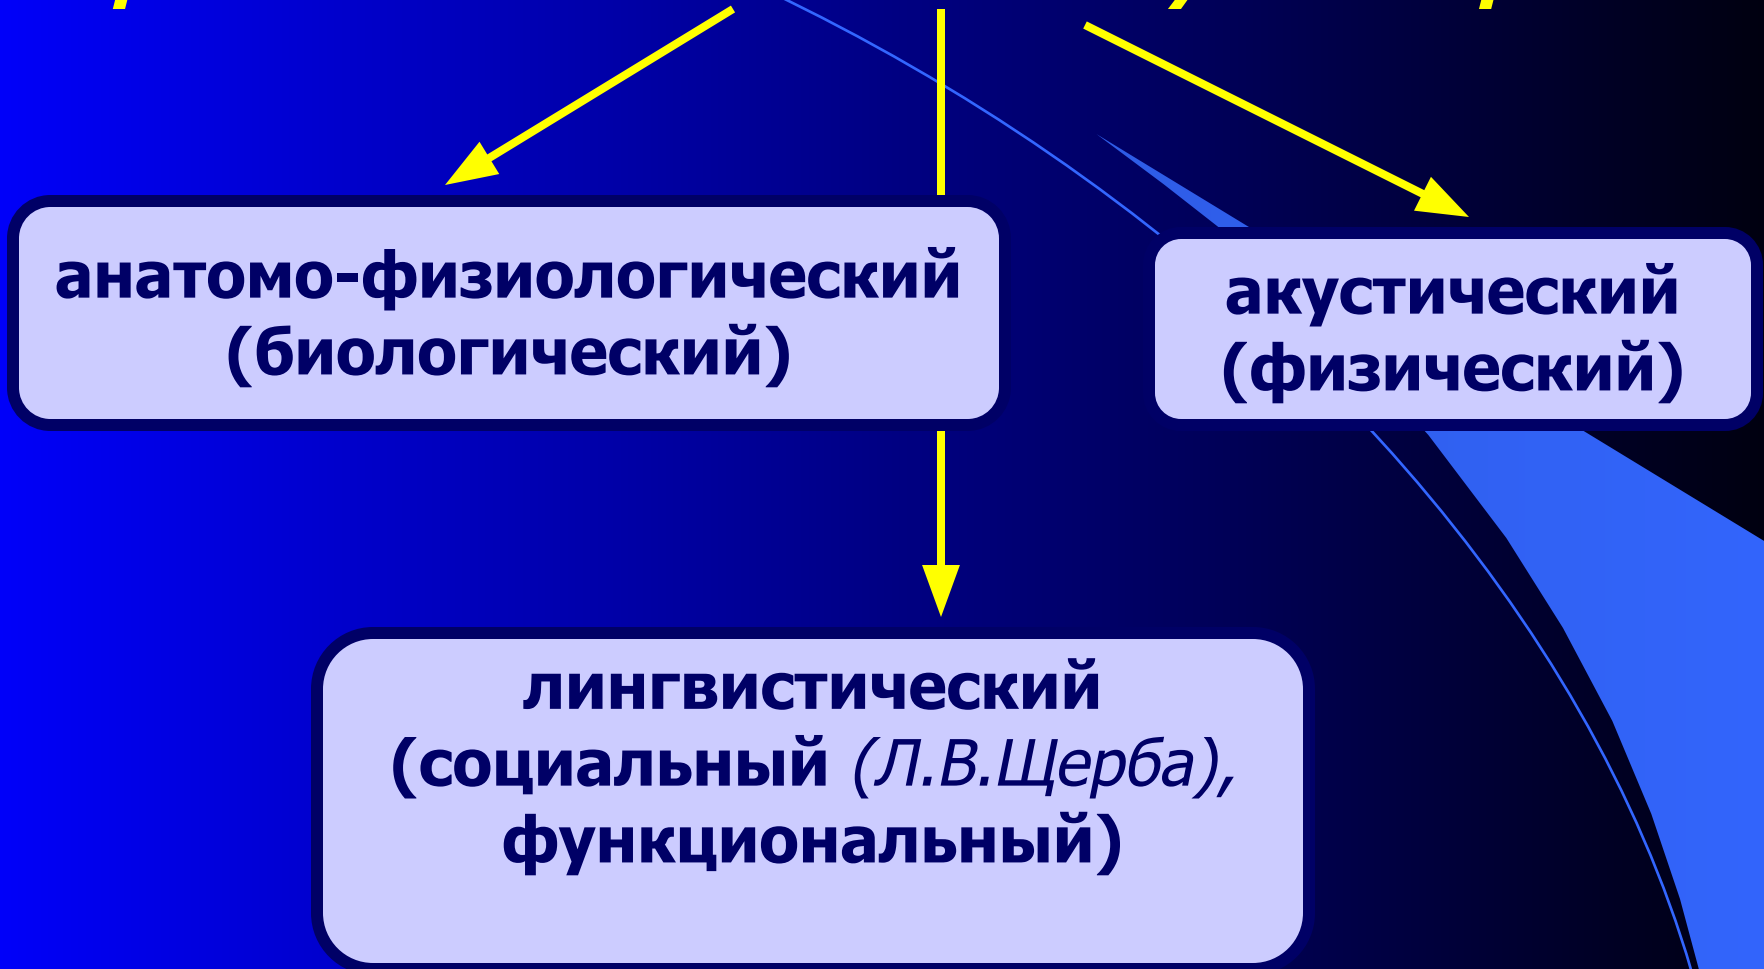 анатомо-физиологический
(биологический)
акустический
(физический)
лингвистический
(социальный (Л.В.Щерба),
функциональный)